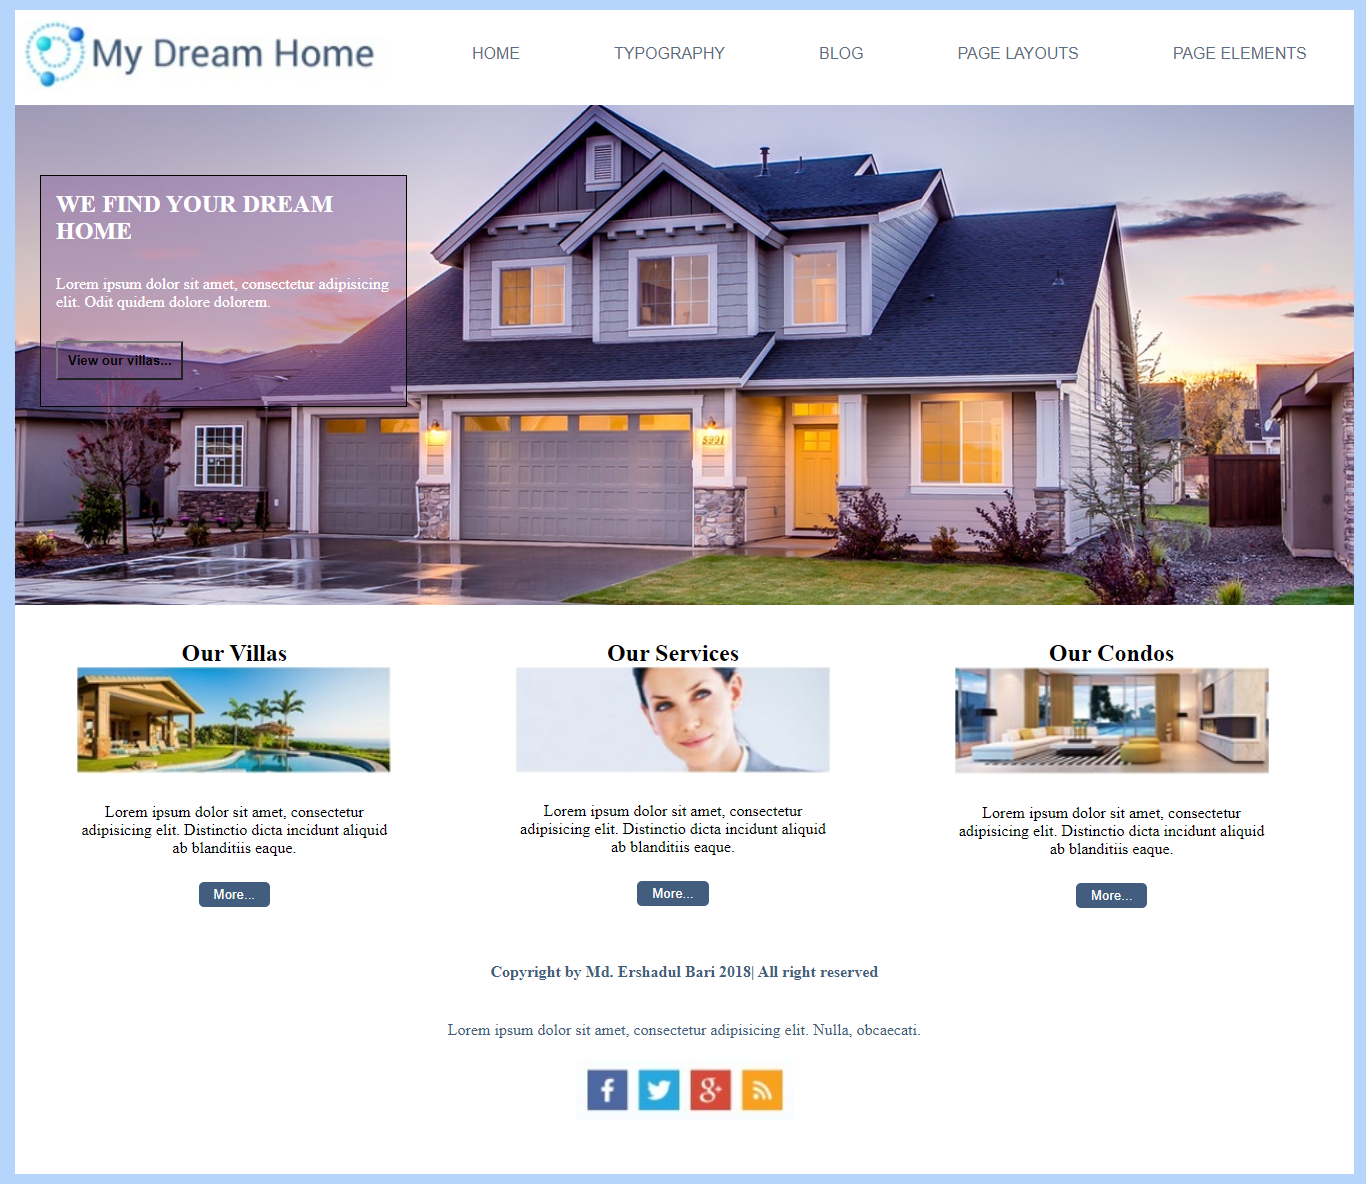 My Dream Home
HOME TYPOGRAPHY BLOG PAGE LAYOUTS PAGE ELEMENTS
WE FIND YOUR DREAM
HOME
Lorem ipsum dolor sit amet, consectetur adipisicing
elit. Odit quidem dolore dolorem.
View our villas...
5991
Our Villas
Lorem ipsum dolor sit amet, consectetur
adipisicing elit. Distinctio dicta incidunt aliquid
ab blanditiis eaque.
More...
Our Services
Lorem ipsum dolor sit amet, consectetur
adipisicing elit. Distinctio dicta incidunt aliquid
ab blanditiis eaque.
More...
Our Condos
Lorem ipsum dolor sit amet, consectetur
adipisicing elit. Distinctio dicta incidunt aliquid
ab blanditiis eaque.
More...
Copyright by Md. Ershadul Bari 2018| All right reserved
Lorem ipsum dolor sit amet, consectetur adipisicing elit. Nulla, obcaecati.